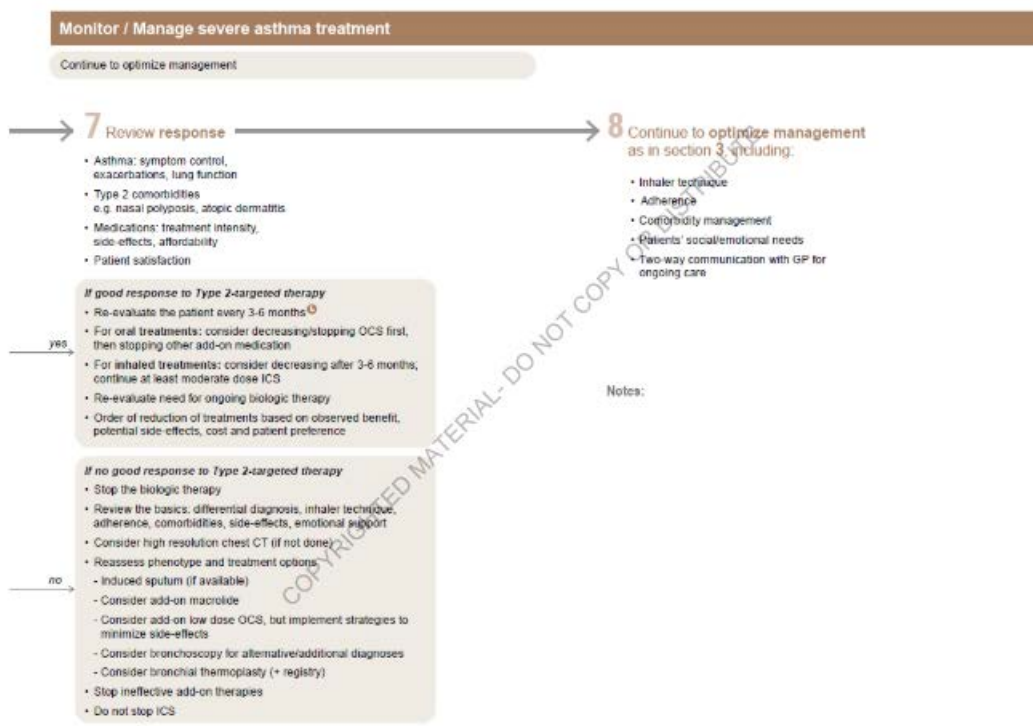 Monitor / Manage severe asthma treatment
Continue to optimize management
7 Review response
• Asthma: symptom control,
exacerbations, lung function
• Type 2 comorbidities
e.g. nasal polyposis, atopic dermatitis
• Medications: treatment intensity,
side-effects, affordability
• Patient satisfaction
yes
If good response to Type 2-targeted therapy
• Re-evaluate the patient every 3-6 months
• For oral treatments: consider decreasing/stopping OCS first,
then stopping other add-on medication
• For inhaled treatments: consider decreasing after 3-6 months;
continue at least moderate dose ICS
• Re-evaluate need for ongoing biologic therapy
• Order of reduction of treatments based on observed benefit,
potential side-effects, cost and patient preference
no
If no good response to Type 2-targeted therapy
• Stop the biologic therapy
• Review the basics: differential diagnosis, inhaler technique,
adherence, comorbidities, side-effects, emotional support
• Consider high resolution chest CT (if not done)
• Reassess phenotype and treatment options
- Induced sputum (if available)
- Consider add-on macrolide
- Consider add-on low dose OCS, but implement strategies to
minimize side-effects
- Consider bronchoscopy for alternative/additional diagnoses
- Consider bronchial thermoplasty (+ registry)
• Stop ineffective add-on therapies
• Do not stop ICS
8 Continue to optimize management
as in section 3, including:
• Inhaler technique
• Adherence
• Comorbidity management
• Patients' social/emotional needs
• Two-way communication with GP for
ongoing care
Notes:
COPYRIGHTED MATERIAL- DO NOT COPY OR DISTRIBUTE